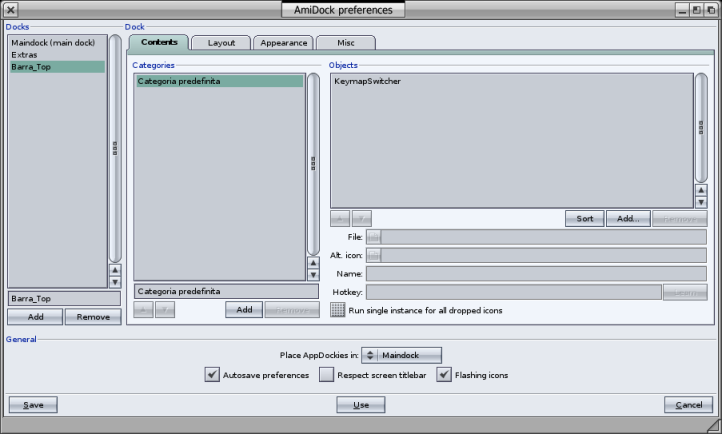 AmiDock preferences
Docks
Maindock (main dock)
Extras
Barra_Top
Barra_Top
Add Remove
Dock
Contents Layout Appearance Misc
Categories
Categoria predefinita
Categoria predefinita
Add Remove
Objects
KeymapSwitcher
Sort Add... Remove
File:
Alt. icon:
Name:
Hotkey:
Run single instance for all dropped icons
General
Place AppDockies in: Maindock
Autosave preferences Respect screen titlebar Flashing icons
Save Use Cancel